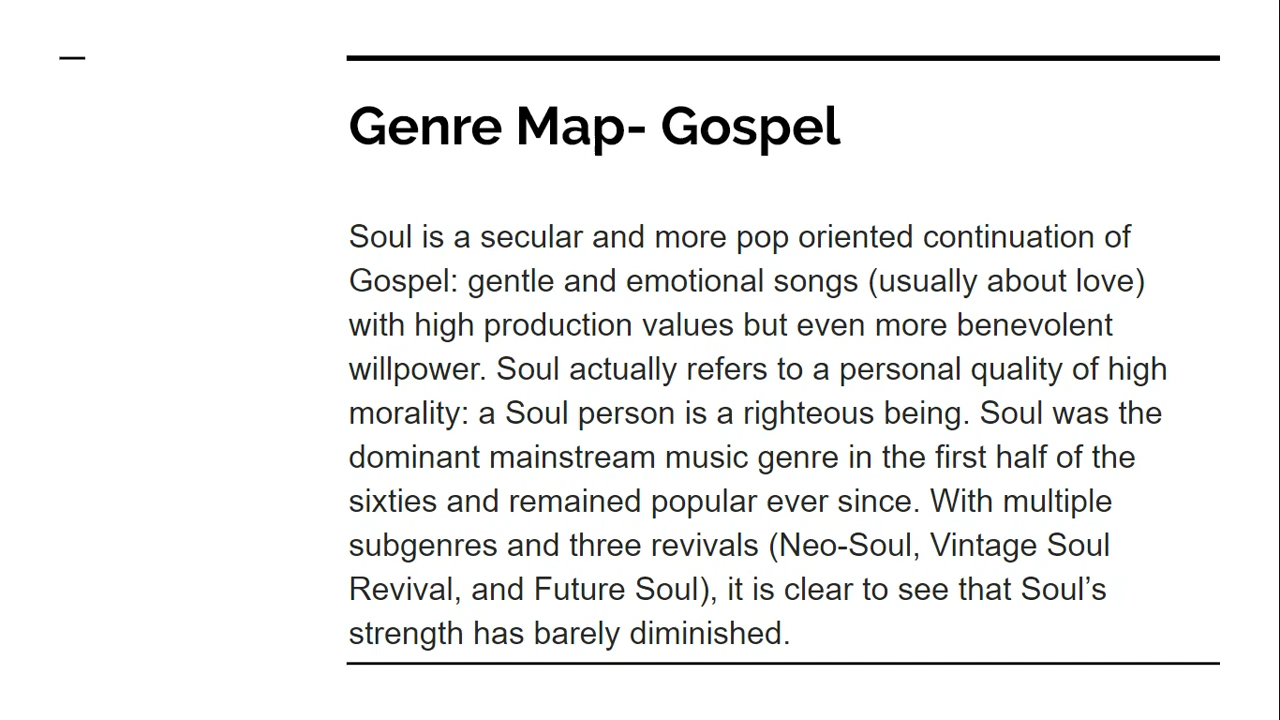 Genre Map- Gospel
Soul is a secular and more pop oriented continuation of
Gospel: gentle and emotional songs (usually about love)
with high production values but even more benevolent
willpower. Soul actually refers to a personal quality of high
morality: a Soul person is a righteous being. Soul was the
dominant mainstream music genre in the first half of the
sixties and remained popular ever since. With multiple
subgenres and three revivals (Neo-Soul, Vintage Soul
Revival, and Future Soul), it is clear to see that Soul’s
strength has barely diminished.